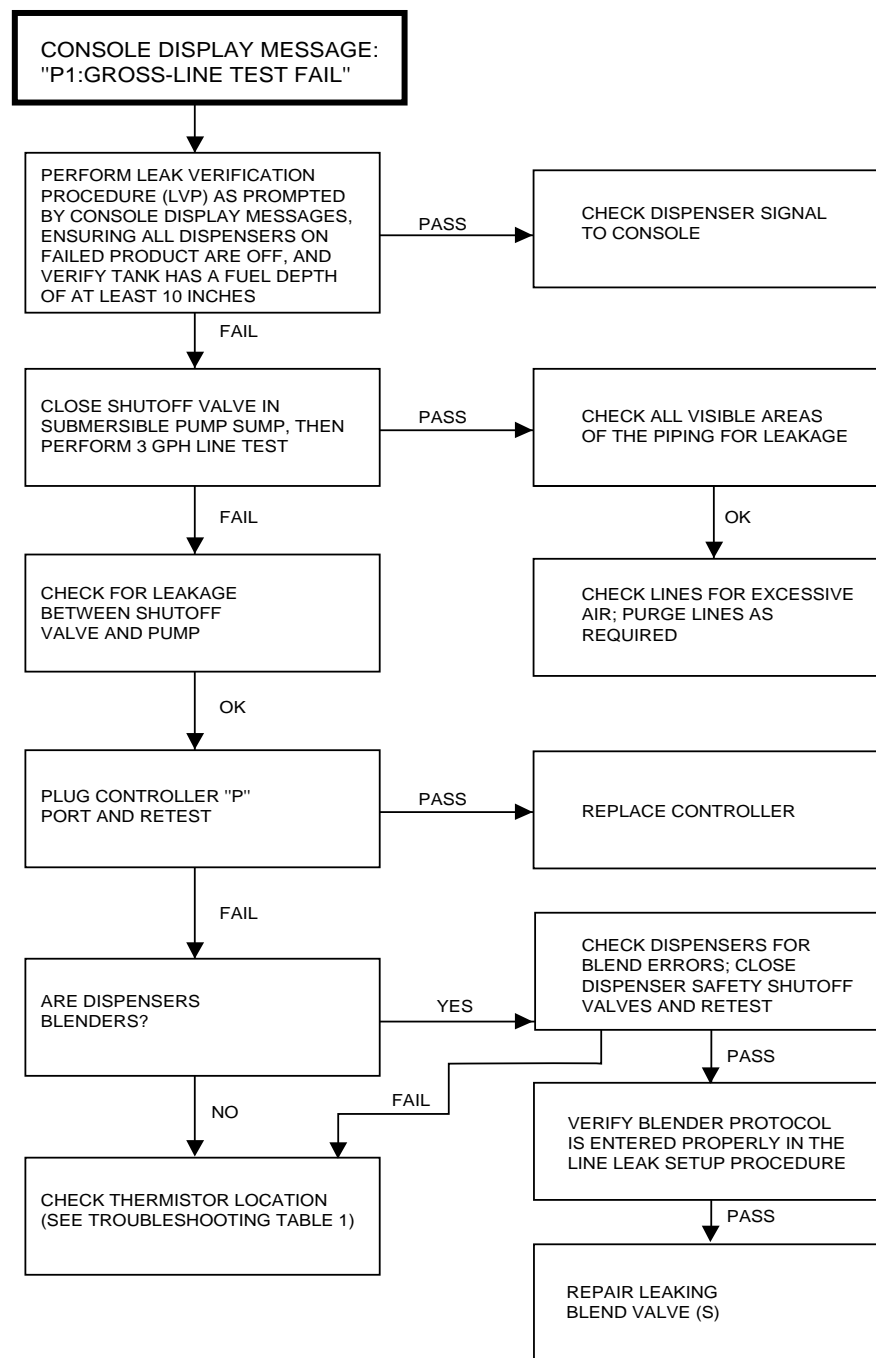 CONSOLE DISPLAY MESSAGE:
"P1:GROSS-LINE TEST FAIL"
PERFORM LEAK VERIFICATION
PROCEDURE (LVP) AS PROMPTED
BY CONSOLE DISPLAY MESSAGES,
ENSURING ALL DISPENSERS ON
FAILED PRODUCT ARE OFF, AND
VERIFY TANK HAS A FUEL DEPTH
OF AT LEAST 10 INCHES
PASS
CHECK DISPENSER SIGNAL
TO CONSOLE
FAIL
CLOSE SHUTOFF VALVE IN
SUBMERSIBLE PUMP SUMP, THEN
PERFORM 3 GPH LINE TEST
PASS
CHECK ALL VISIBLE AREAS
OF THE PIPING FOR LEAKAGE
FAIL
OK
CHECK FOR LEAKAGE
BETWEEN SHUTOFF
VALVE AND PUMP
CHECK LINES FOR EXCESSIVE
AIR; PURGE LINES AS
REQUIRED
OK
PLUG CONTROLLER "P"
PORT AND RETEST
PASS
REPLACE CONTROLLER
FAIL
ARE DISPENSERS
BLENDERS?
YES
CHECK DISPENSERS FOR
BLEND ERRORS; CLOSE
DISPENSER SAFETY SHUTOFF
VALVES AND RETEST
NO
FAIL
PASS
CHECK THERMISTOR LOCATION
(SEE TROUBLESHOOTING TABLE 1)
VERIFY BLENDER PROTOCOL
IS ENTERED PROPERLY IN THE
LINE LEAK SETUP PROCEDURE
PASS
REPAIR LEAKING
BLEND VALVE (S)